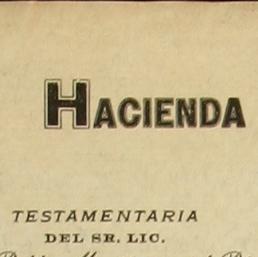 HACIENDA
TESTAMENTARIA
DEL SR. LIC.